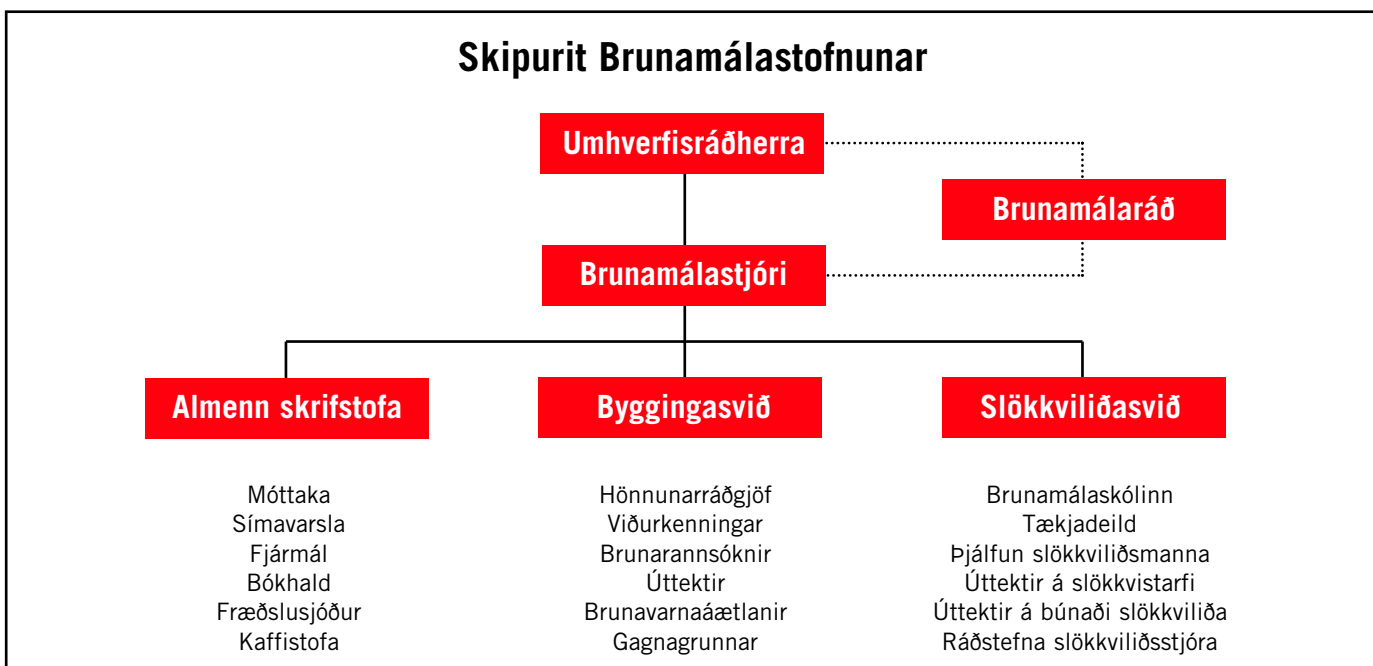 Skipurit Brunamálastofnunar
Umhverfisráðherra
Brunamálaráð
Brunamálastjóri
Almenn skrifstofa
Móttaka
Símavarsla
Fjármál
Bókhald
Fræðslusjóður
Kaffistofa
Byggingasvið
Hönnunarráðgjöf
Viðurkenningar
Brunarannsóknir
Úttektir
Brunavarnaáætlanir
Gagnagrunnar
Slökkviliðasvið
Brunamálaskólinn
Tækjadeild
Þjálfun slökkviliðsmanna
Úttektir á slökkvistarfi
Úttektir á búnaði slökkviliða
Ráðstefna slökkviliðsstjóra